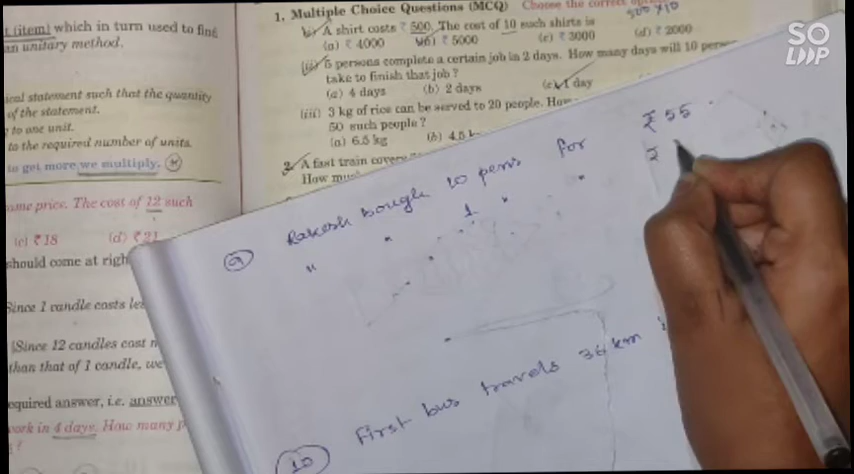 t (item) which in turn used to find
an unitary method.
ical statement such that the quantity
of the statement.
to one unit.
to the required number of units.
to get more, we multiply.
ame price. The cost of 12 such
(c) ₹ 18 (d) ₹ 21
should come at righ
Since 1 candle costs les
[Since 12 candles cost m
than that of 1 candle, we
equired answer, i.e. answer
work in 4 days. How many p
?
1. Multiple Choice Questions (MCQ) Choose the correct
500 × 10
(i) A shirt costs ₹ 500. The cost of 10 such shirts is
(a) ₹ 4000 (b) ₹ 5000 (c) ₹ 3000 (d) ₹ 2000
(ii) 5 persons complete a certain job in 2 days. How many days will 10 perso
take to finish that job ?
(a) 4 days (b) 2 days (c) 1 day
(iii) 3 kg of rice can be served to 20 people. How
50 such people ?
(a) 6.5 kg (b) 4.5 k
2. A fast train covers
How mu
9 Rakesh bough 10 pens for ₹ 55
" " 1 " " ₹
10 First bus travels 36 km
SO LOOP